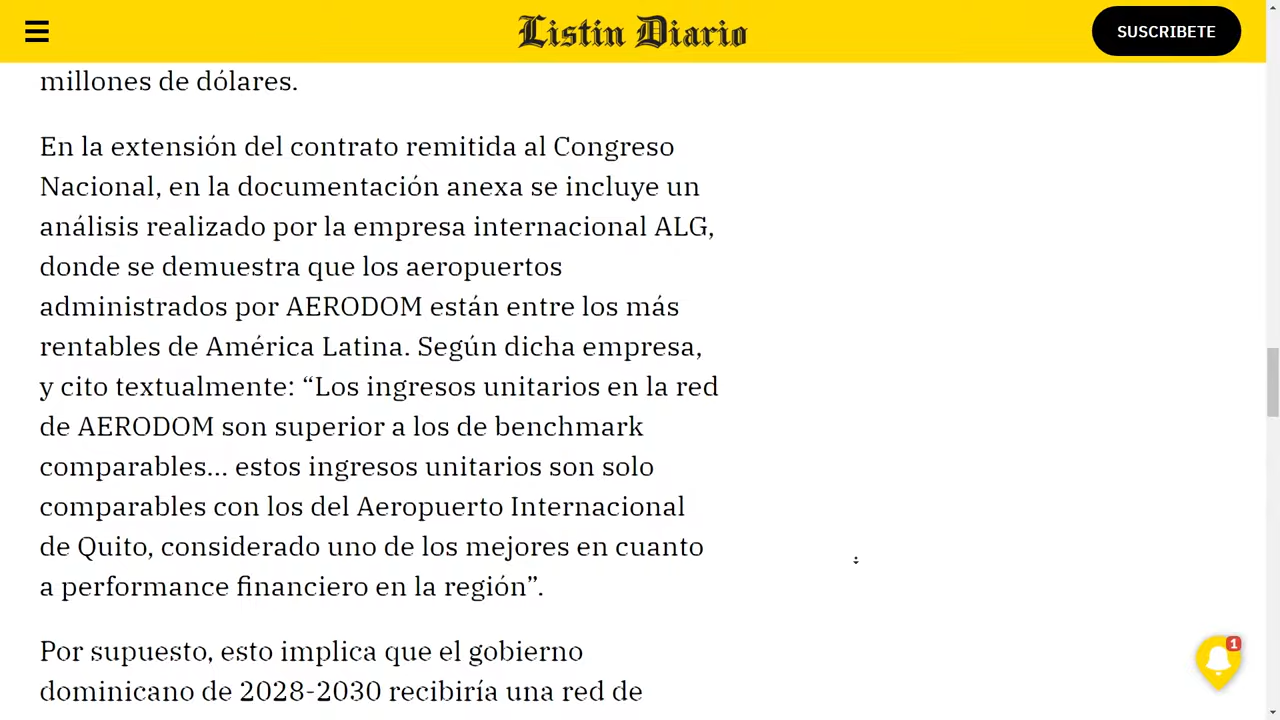 Listin Diario
SUSCRIBETE
millones de dólares.
En la extensión del contrato remitida al Congreso
Nacional, en la documentación anexa se incluye un
análisis realizado por la empresa internacional ALG,
donde se demuestra que los aeropuertos
administrados por AERODOM están entre los más
rentables de América Latina. Según dicha empresa,
y cito textualmente: “Los ingresos unitarios en la red
de AERODOM son superior a los de benchmark
comparables... estos ingresos unitarios son solo
comparables con los del Aeropuerto Internacional
de Quito, considerado uno de los mejores en cuanto
a performance financiero en la región”.
Por supuesto, esto implica que el gobierno
dominicano de 2028-2030 recibiría una red de
1